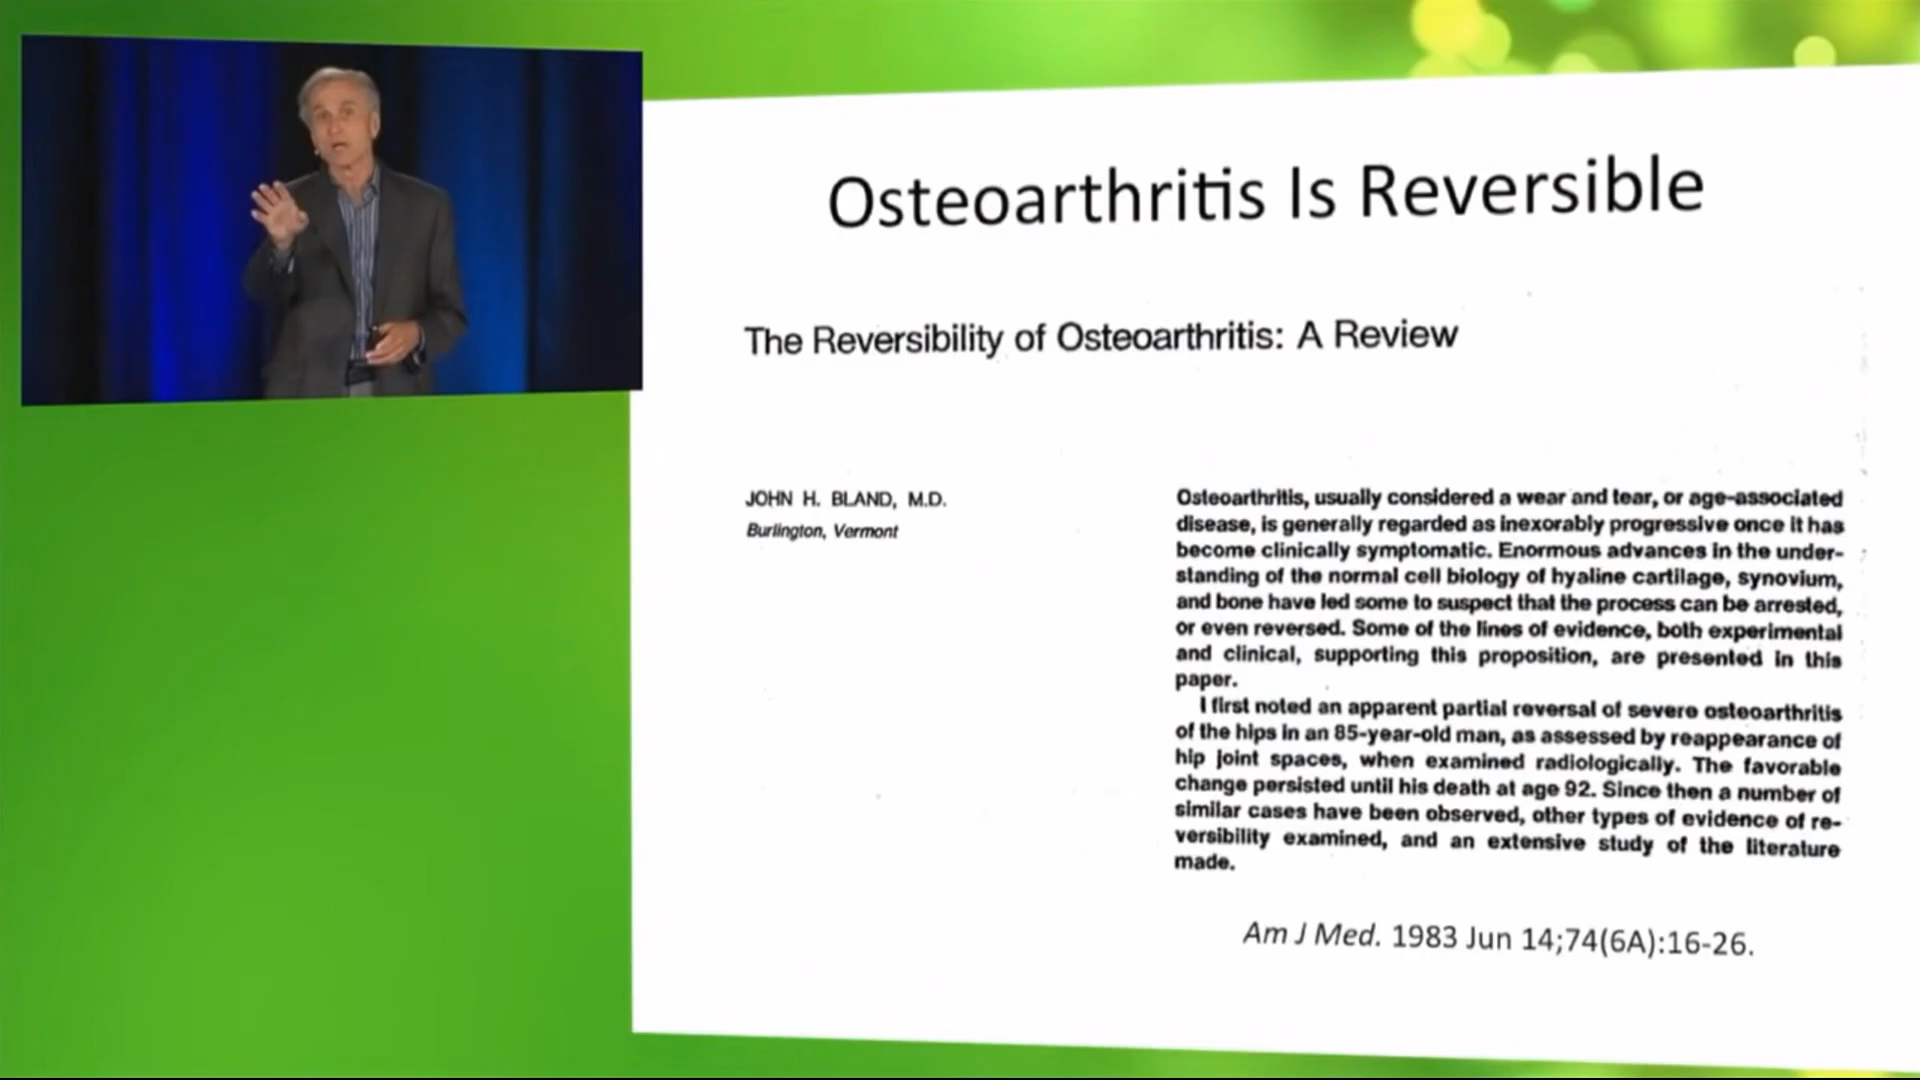 Osteoarthritis Is Reversible
The Reversibility of Osteoarthritis: A Review
JOHN H. BLAND, M.D.
Burlington, Vermont
Osteoarthritis, usually considered a wear and tear, or age-associated
disease, is generally regarded as inexorably progressive once it has
become clinically symptomatic. Enormous advances in the under-
standing of the normal cell biology of hyaline cartilage, synovium,
and bone have led some to suspect that the process can be arrested,
or even reversed. Some of the lines of evidence, both experimental
and clinical, supporting this proposition, are presented in this
paper.
I first noted an apparent partial reversal of severe osteoarthritis
of the hips in an 85-year-old man, as assessed by reappearance of
hip joint spaces, when examined radiologically. The favorable
change persisted until his death at age 92. Since then a number of
similar cases have been observed, other types of evidence of re-
versibility examined, and an extensive study of the literature
made.
Am J Med. 1983 Jun 14;74(6A):16-26.